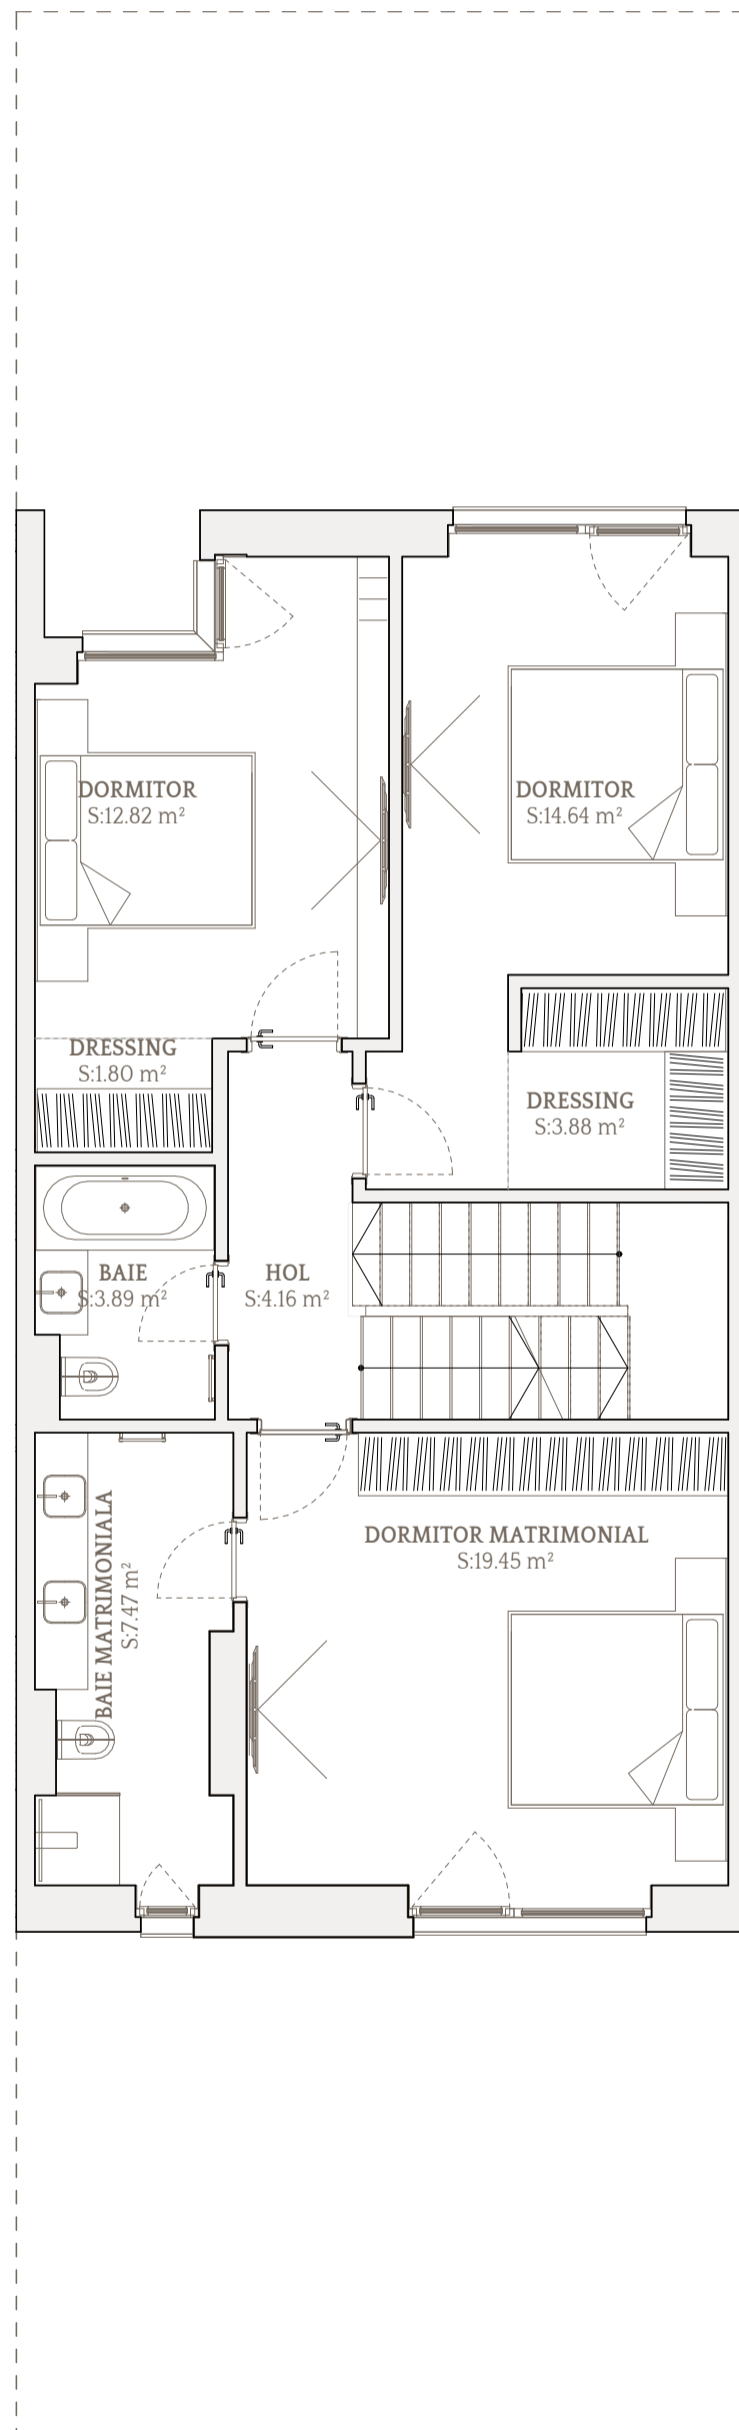 DORMITOR
S:12.82 m²
DORMITOR
S:14.64 m²
DRESSING
S:1.80 m²
DRESSING
S:3.88 m²
BAIE
S:3.89 m²
HOL
S:4.16 m²
DORMITOR MATRIMONIAL
S:19.45 m²
BAIE MATRIMONIALA
S:7.47 m²